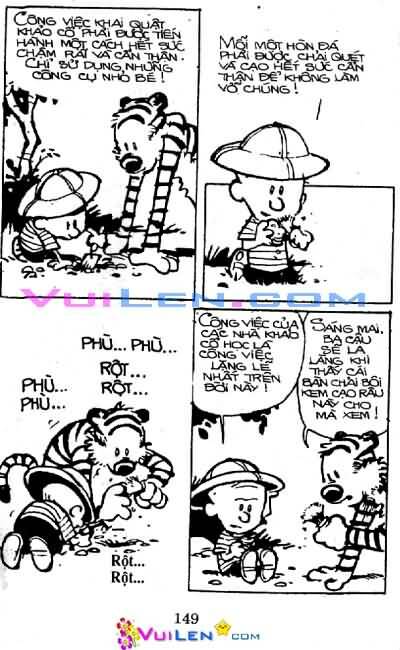 CÔNG VIỆC KHAI QUẬT
KHẢO CỔ PHẢI ĐƯỢC TIẾN
HÀNH MỘT CÁCH HẾT SỨC
CHẬM RÃI VÀ CẨN THẬN.
CHỈ SỬ DỤNG NHỮNG
CÔNG CỤ NHỎ BÉ!
MỖI MỘT HÒN ĐÁ
PHẢI ĐƯỢC CHẢI QUÉT
VÀ CẠO HẾT SỨC CẨN
THẬN ĐỂ KHÔNG LÀM
VỠ CHÚNG!
VUILEN.COM
PHÙ... PHÙ...
RỘT...
RỘT...
PHÙ...
PHÙ...
Rột...
Rột...
CÔNG VIỆC CỦA
CÁC NHÀ KHẢO
CỔ HỌC LÀ
CÔNG VIỆC
LẶNG LẼ
NHẤT TRÊN
ĐỜI NÀY!
SÁNG MAI,
BA CẬU
SẼ LA
LÀNG KHI
THẤY CÁI
BÀN CHẢI BÔI
KEM CẠO RÂU
NÀY CHO
MÀ XEM!
149
VUILEN.COM